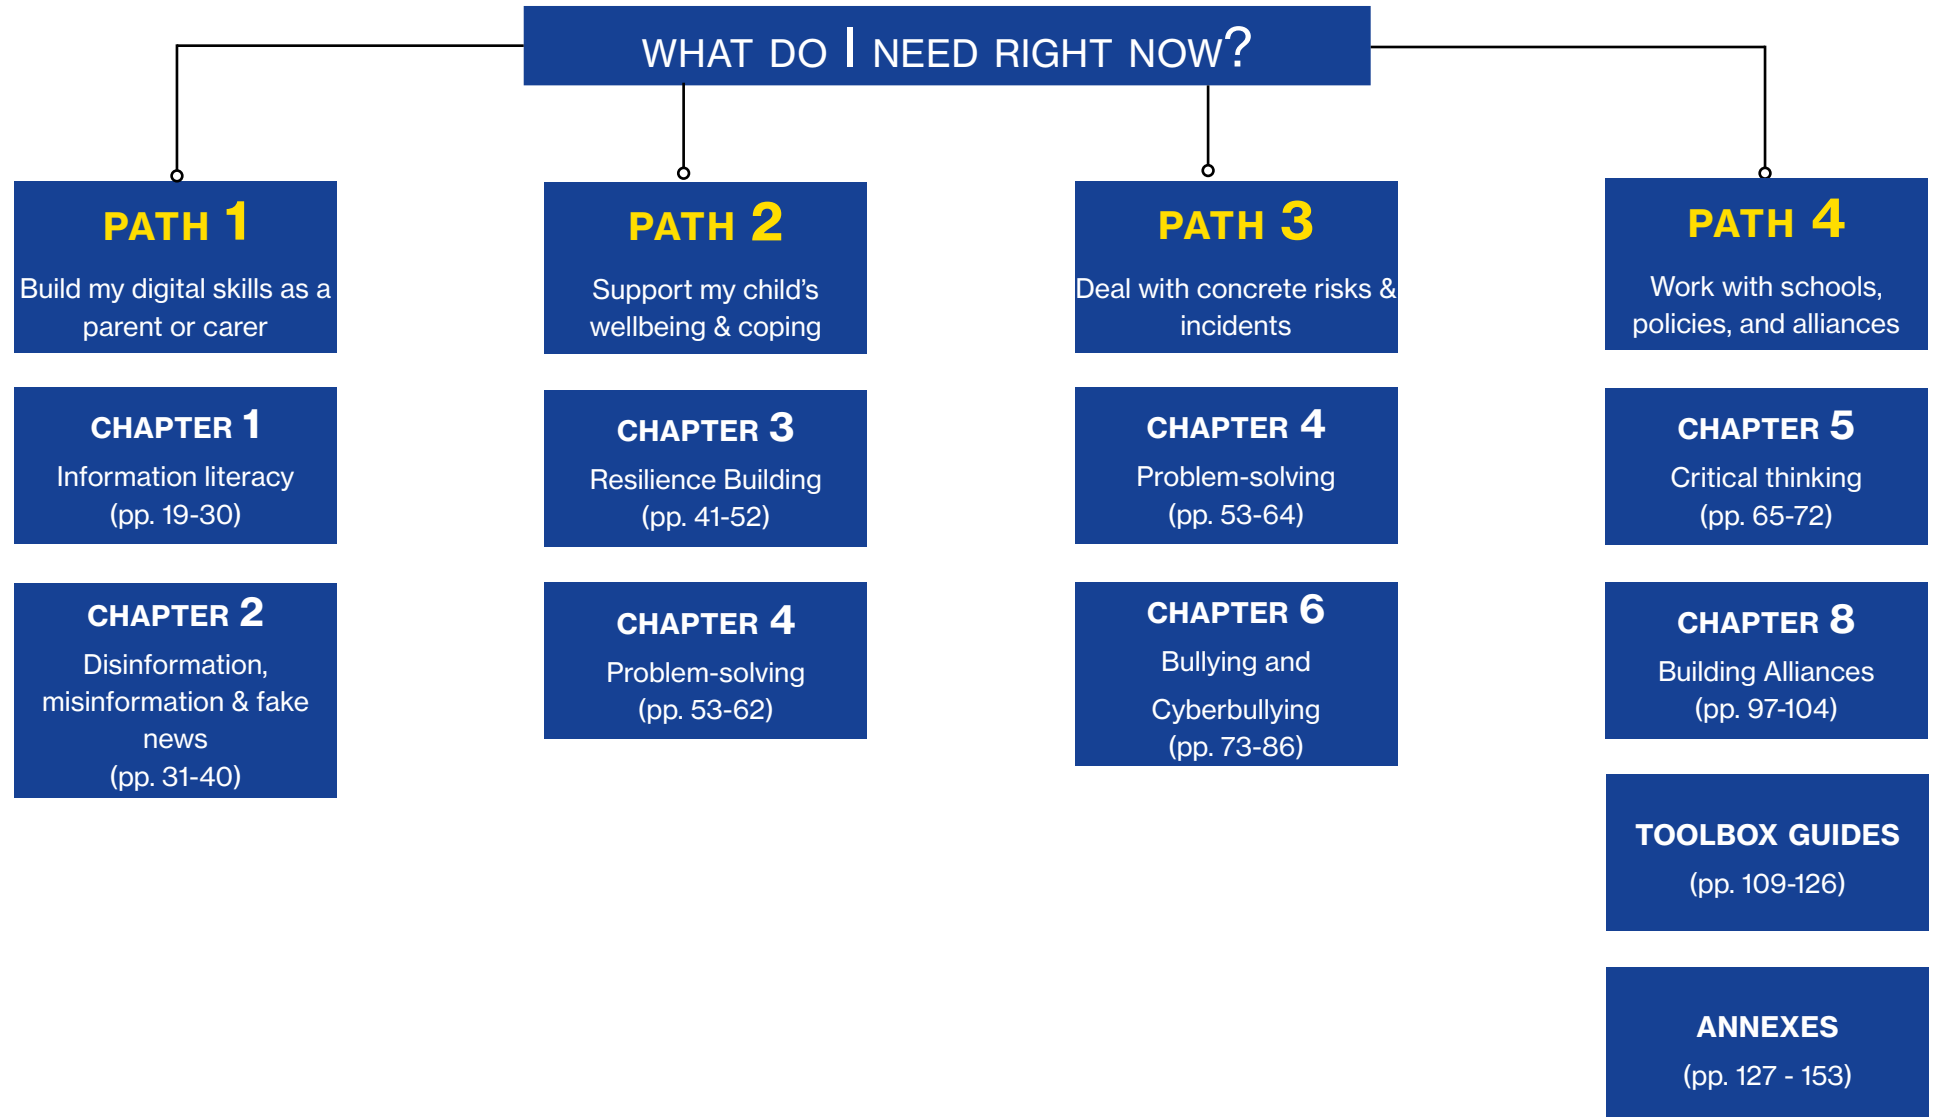 WHAT DO I NEED RIGHT NOW?
PATH 1
Build my digital skills as a
parent or carer
CHAPTER 1
Information literacy
(pp. 19-30)
CHAPTER 2
Disinformation,
misinformation & fake
news
(pp. 31-40)
PATH 2
Support my child’s
wellbeing & coping
CHAPTER 3
Resilience Building
(pp. 41-52)
CHAPTER 4
Problem-solving
(pp. 53-62)
PATH 3
Deal with concrete risks &
incidents
CHAPTER 4
Problem-solving
(pp. 53-64)
CHAPTER 6
Bullying and
Cyberbullying
(pp. 73-86)
PATH 4
Work with schools,
policies, and alliances
CHAPTER 5
Critical thinking
(pp. 65-72)
CHAPTER 8
Building Alliances
(pp. 97-104)
TOOLBOX GUIDES
(pp. 109-126)
ANNEXES
(pp. 127 - 153)